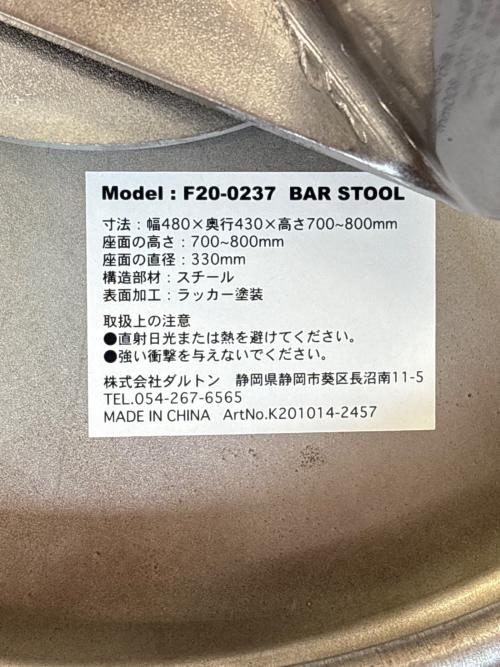 Model : F20-0237 BAR STOOL
寸法：幅480×奥行430×高さ700~800mm
座面の高さ：700~800mm
座面の直径：330mm
構造部材：スチール
表面加工：ラッカー塗装
取扱上の注意
●直射日光または熱を避けてください。
●強い衝撃を与えないでください。
株式会社ダルトン　静岡県静岡市葵区長沼南11-5
TEL.054-267-6565
MADE IN CHINA ArtNo.K201014-2457